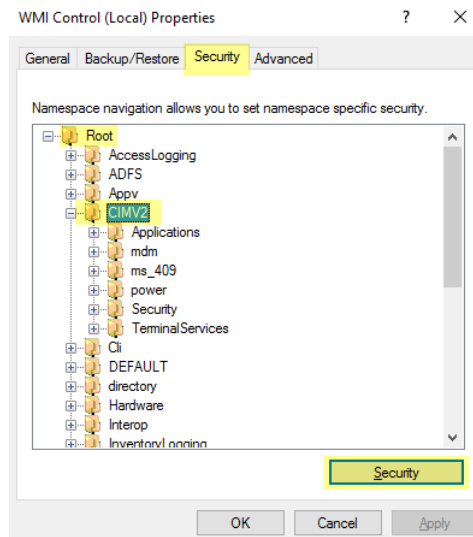 WMI Control (Local) Properties ? ×
General Backup/Restore Security Advanced
Namespace navigation allows you to set namespace specific security.
Root
AccessLogging
ADFS
Appv
CIMV2
Applications
mdm
ms_409
power
Security
TerminalServices
Cli
DEFAULT
directory
Hardware
Interop
InventoryLogging
Security
OK Cancel Apply